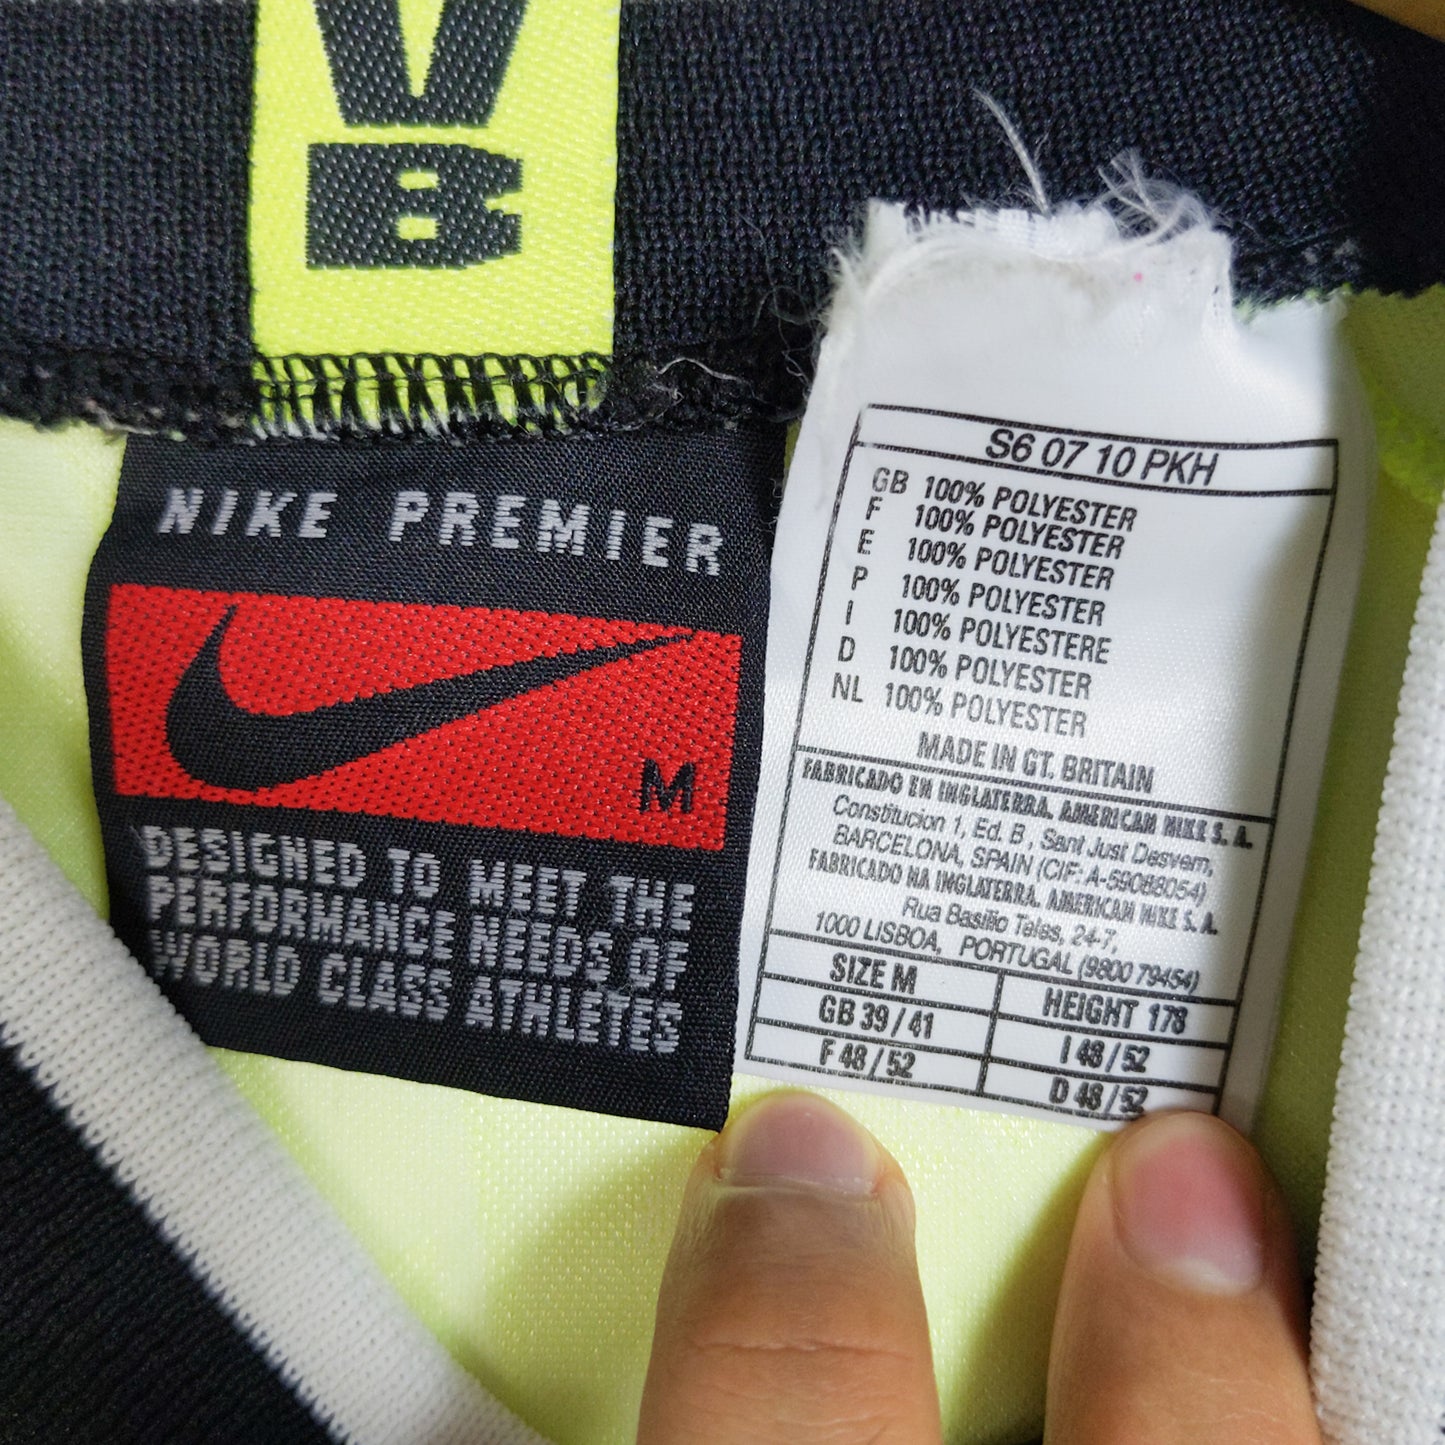 V
B
NIKE PREMIER
M
DESIGNED TO MEET THE
PERFORMANCE NEEDS OF
WORLD CLASS ATHLETES
S6 07 10 PKH
GB 100% POLYESTER
F 100% POLYESTER
E 100% POLYESTER
P 100% POLYESTER
I 100% POLYESTERE
D 100% POLYESTER
NL 100% POLYESTER
MADE IN GT. BRITAIN
FABRICADO EN INGLATERRA. AMERICAN NIKE S. A.
Constitucion 1, Ed. B, Sant Just Desvern,
BARCELONA, SPAIN (CIF: A-59088054)
FABRICADO NA INGLATERRA. AMERICAN NIKE S. A.
Rua Basilio Teles, 24-7,
1000 LISBOA, PORTUGAL (9800 79454)
SIZE M HEIGHT 178
GB 39 / 41 I 48 / 52
F 48 / 52 D 48 / 52